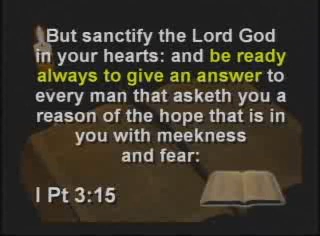 But sanctify the Lord God
in your hearts: and be ready
always to give an answer to
every man that asketh you a
reason of the hope that is in
you with meekness
and fear:
I Pt 3:15